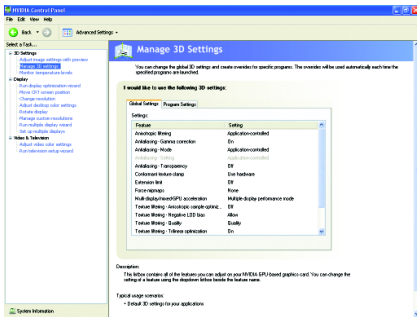 NVIDIA Control Panel
File Edit View Help
Back
Advanced Settings
Select a Task...
3D Settings
Adjust image settings with preview
Manage 3D settings
Monitor temperature levels
Display
Run display optimization wizard
Move CRT screen position
Change resolution
Adjust desktop color settings
Rotate display
Manage custom resolutions
Run multiple display wizard
Set up multiple displays
Video & Television
Adjust video color settings
Run television setup wizard
System Information
Manage 3D Settings
You can change the global 3D settings and create overrides for specific programs. The overrides will be used automatically each time the
specified programs are launched.
I would like to use the following 3D settings:
Global Settings Program Settings
Settings:
Feature Setting
Anisotropic filtering Application-controlled
Antialiasing - Gamma correction On
Antialiasing - Mode Application-controlled
Antialiasing - Setting Application-controlled
Antialiasing - Transparency Off
Conformant texture clamp Use hardware
Extension limit Off
Force mipmaps None
Multi-display/mixed-GPU acceleration Multiple display performance mode
Texture filtering - Anisotropic sample optimiz... Off
Texture filtering - Negative LOD bias Allow
Texture filtering - Quality Quality
Texture filtering - Trilinear optimization On
Description:
This listbox contains all of the features you can adjust on your NVIDIA GPU-based graphics card. You can change the
setting of a feature using the dropdown listbox beside the feature name.
Typical usage scenarios:
• Default 3D settings for your applications